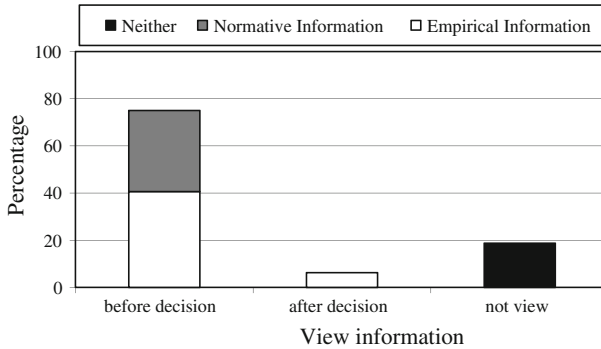 Neither Normative Information Empirical Information
100
80
60
40
20
0
Percentage
before decision after decision not view
View information